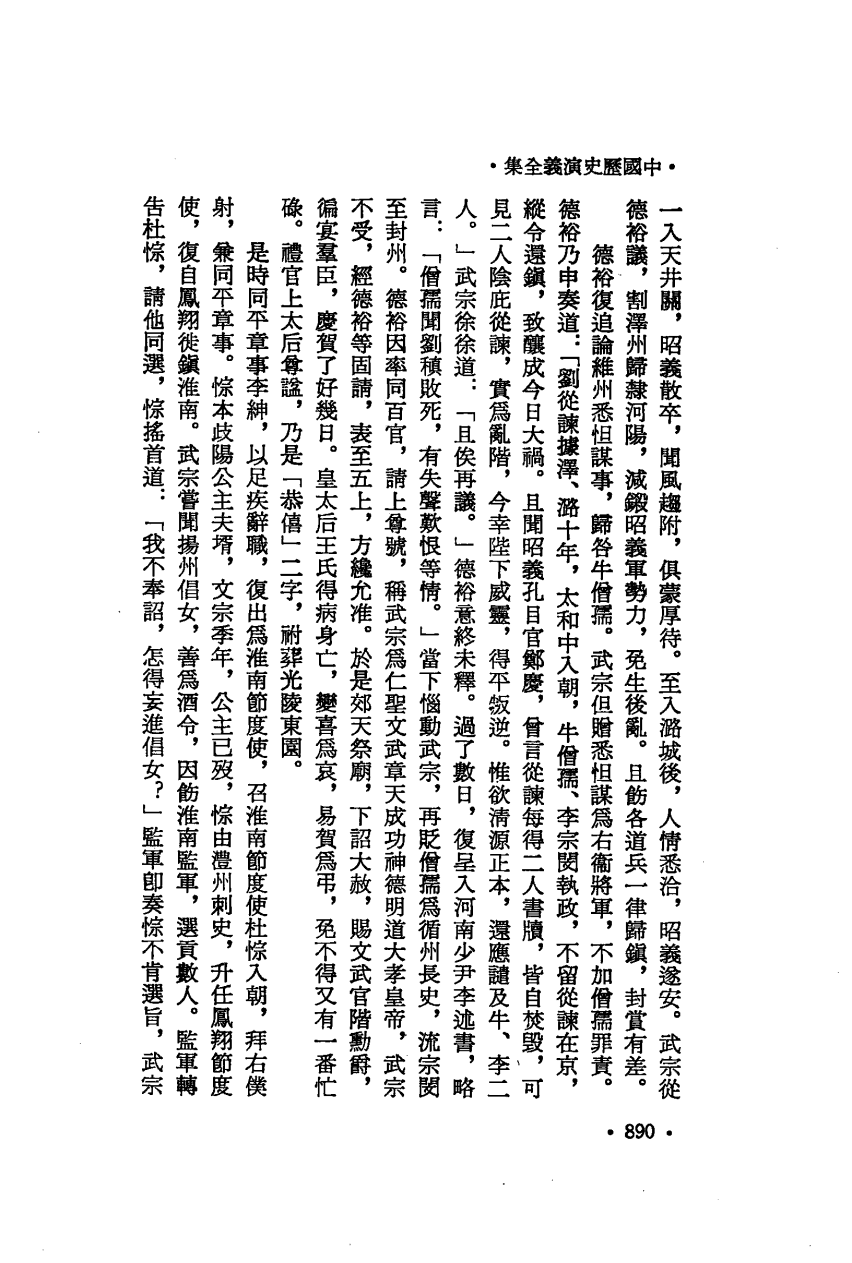 •中國歷史演義全集•
一入天井關，昭義散卒，聞風趨附，俱蒙厚待。至入潞城後，人情悉洽，昭義遂安。武宗從
德裕議，割澤州歸隸河陽，減鍛昭義軍勢力，免生後亂。且飭各道兵一律歸鎮，封賞有差。
德裕復追論維州悉怛謀事，歸咎牛僧孺。武宗但贈悉怛謀爲右衞將軍，不加僧孺罪責。
德裕乃申奏道：「劉從諫據澤、潞十年，太和中入朝，牛僧孺、李宗閔執政，不留從諫在京，
縱令還鎮，致釀成今日大禍。且聞昭義孔目官鄭慶，曾言從諫每得二人書牘，皆自焚毀，可
見二人陰庇從諫，實爲亂階，今幸陛下威靈，得平叛逆。惟欲清源正本，還應譴及牛、李二
人。」武宗徐徐道：「且俟再議。」德裕意終未釋。過了數日，復呈入河南少尹李述書，略
言：「僧孺聞劉稹敗死，有失聲歎恨等情。」當下惱動武宗，再貶僧孺爲循州長史，流宗閔
至封州。德裕因率同百官，請上尊號，稱武宗爲仁聖文武章天成功神德明道大孝皇帝，武宗
不受，經德裕等固請，表至五上，方纔允准。於是郊天祭廟，下詔大赦，賜文武官階勳爵，
徧宴羣臣，慶賀了好幾日。皇太后王氏得病身亡，變喜爲哀，易賀爲弔，免不得又有一番忙
碌。禮官上太后尊諡，乃是「恭僖」二字，祔葬光陵東園。
是時同平章事李紳，以足疾辭職，復出爲淮南節度使，召淮南節度使杜悰入朝，拜右僕
射，兼同平章事。悰本歧陽公主夫壻，文宗季年，公主已歿，悰由澧州刺史，升任鳳翔節度
使，復自鳳翔徙鎮淮南。武宗嘗聞揚州倡女，善爲酒令，因飭淮南監軍，選貢數人。監軍轉
告杜悰，請他同選，悰搖首道：「我不奉詔，怎得妄進倡女？」監軍卽奏悰不肯選旨，武宗
•890•